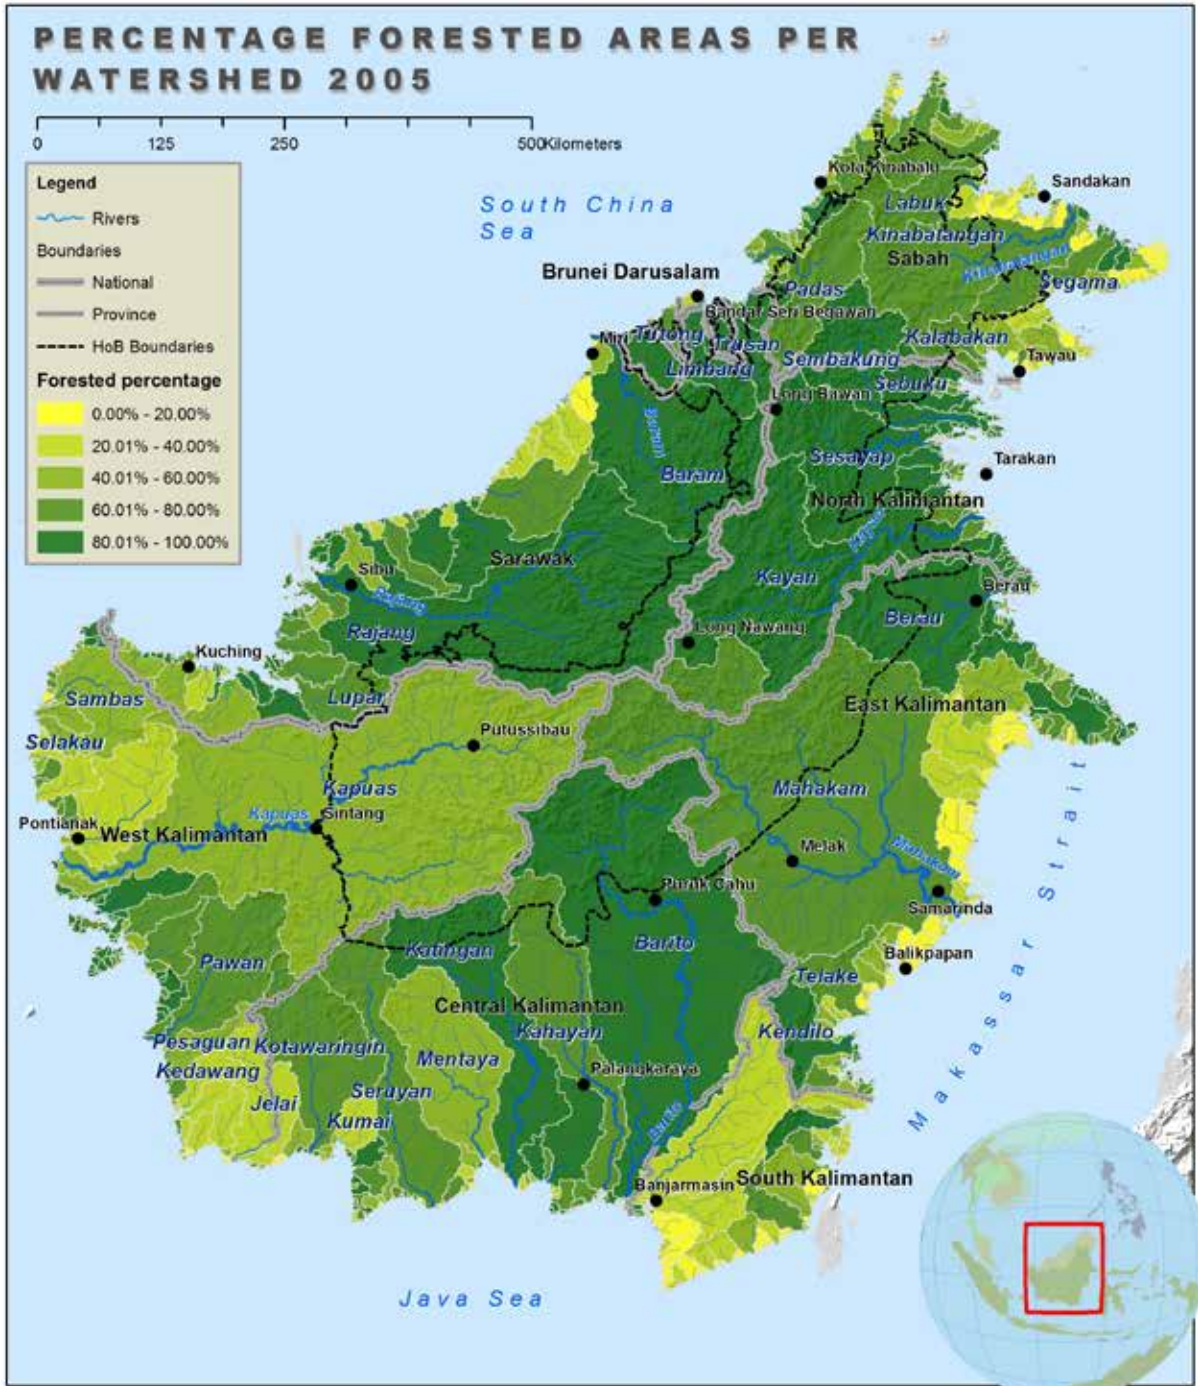 PERCENTAGE FORESTED AREAS PER
WATERSHED 2005
0 125 250 500Kilometers
Legend
Rivers
Boundaries
National
Province
HoB Boundaries
Forested percentage
0.00% - 20.00%
20.01% - 40.00%
40.01% - 60.00%
60.01% - 80.00%
80.01% - 100.00%
South China
Sea
Kota Kinabalu
Sandakan
Labuk
Kinabatangan
Sabah
Kinabatangan
Segama
Brunei Darusalam
Padas
Bandar Seri Begawan
Tutong
Trusan
Limbang
Miri
Kalabakan
Sembakung
Tawau
Sebuku
Long Bawan
Baram
Baram
Sesayap
Tarakan
North Kalimantan
Kayan
Sarawak
Kayan
Sibu
Rajang
Rajang
Berau
Berau
Long Nawang
Kuching
Lupar
Sambas
East Kalimantan
Selakau
Putussibau
Kapuas
Mahakam
Kapuas
Sintang
Pontianak
West Kalimantan
Melak
Mahakam
Samarinda
Puruk Cahu
Barito
Katingan
Balikpapan
Pawan
Telake
Central Kalimantan
Kahayan
Kendilo
Pesaguan
Kotawaringin
Mentaya
Kedawang
Palangkaraya
Seruyan
Jelai
Kumai
Barito
Banjarmasin
South Kalimantan
Makassar Strait
Java Sea